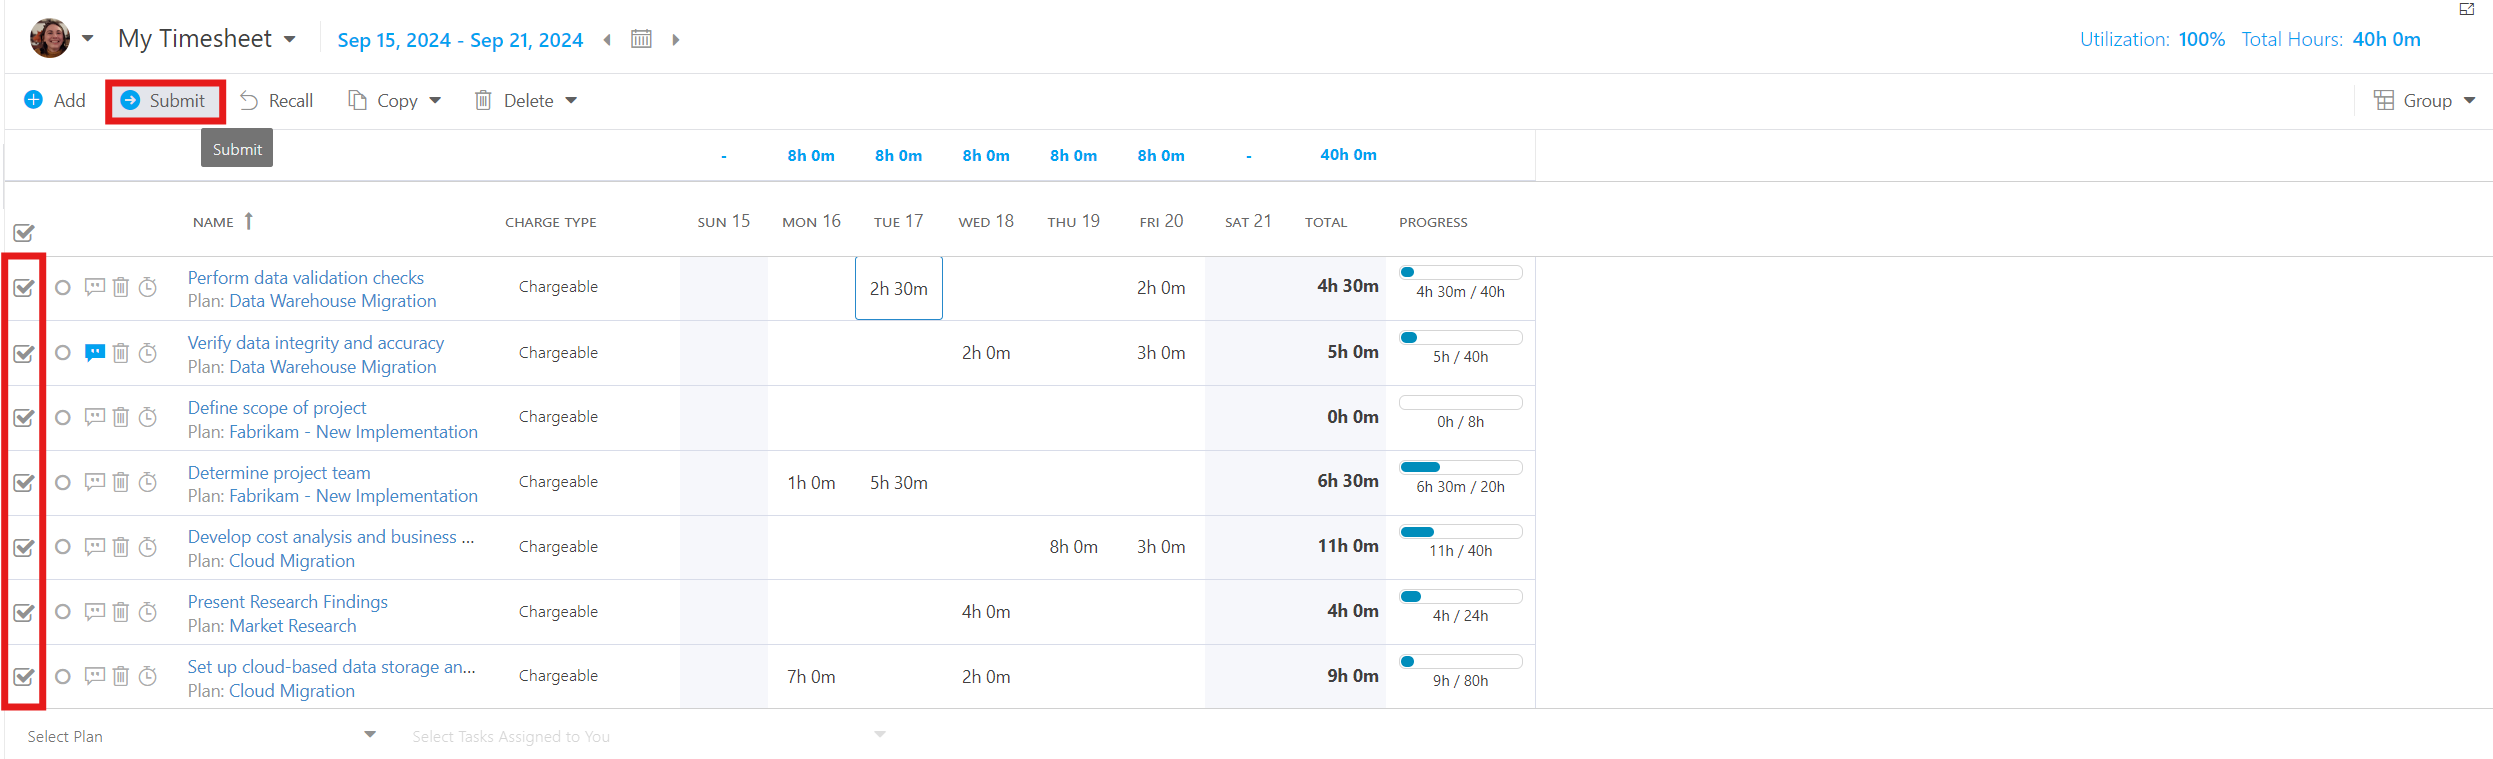 My Timesheet Sep 15, 2024 - Sep 21, 2024 Utilization: 100% Total Hours: 40h 0m
Add Submit Recall Copy Delete Group
Submit
- 8h 0m 8h 0m 8h 0m 8h 0m 8h 0m - 40h 0m
NAME CHARGE TYPE SUN 15 MON 16 TUE 17 WED 18 THU 19 FRI 20 SAT 21 TOTAL PROGRESS
Perform data validation checks
Plan: Data Warehouse Migration
Chargeable 2h 30m 2h 0m 4h 30m
4h 30m / 40h
Verify data integrity and accuracy
Plan: Data Warehouse Migration
Chargeable 2h 0m 3h 0m 5h 0m
5h / 40h
Define scope of project
Plan: Fabrikam - New Implementation
Chargeable 0h 0m
0h / 8h
Determine project team
Plan: Fabrikam - New Implementation
Chargeable 1h 0m 5h 30m 6h 30m
6h 30m / 20h
Develop cost analysis and business ...
Plan: Cloud Migration
Chargeable 8h 0m 3h 0m 11h 0m
11h / 40h
Present Research Findings
Plan: Market Research
Chargeable 4h 0m 4h 0m
4h / 24h
Set up cloud-based data storage an...
Plan: Cloud Migration
Chargeable 7h 0m 2h 0m 9h 0m
9h / 80h
Select Plan Select Tasks Assigned to You